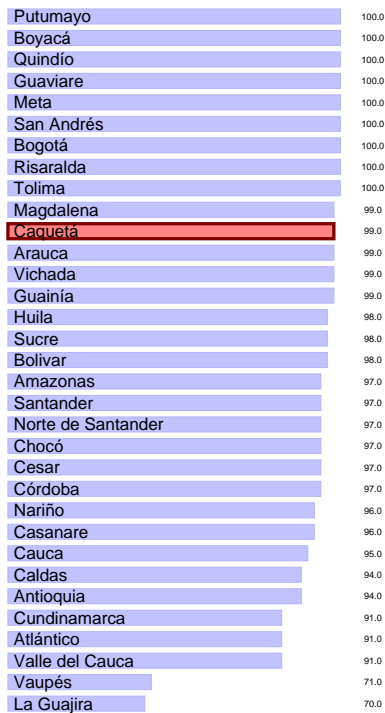 Putumayo 100.0
Boyacá 100.0
Quindío 100.0
Guaviare 100.0
Meta 100.0
San Andrés 100.0
Bogotá 100.0
Risaralda 100.0
Tolima 100.0
Magdalena 99.0
Caquetá 99.0
Arauca 99.0
Vichada 99.0
Guainía 99.0
Huila 98.0
Sucre 98.0
Bolivar 98.0
Amazonas 97.0
Santander 97.0
Norte de Santander 97.0
Chocó 97.0
Cesar 97.0
Córdoba 97.0
Nariño 96.0
Casanare 96.0
Cauca 95.0
Caldas 94.0
Antioquia 94.0
Cundinamarca 91.0
Atlántico 91.0
Valle del Cauca 91.0
Vaupés 71.0
La Guajira 70.0